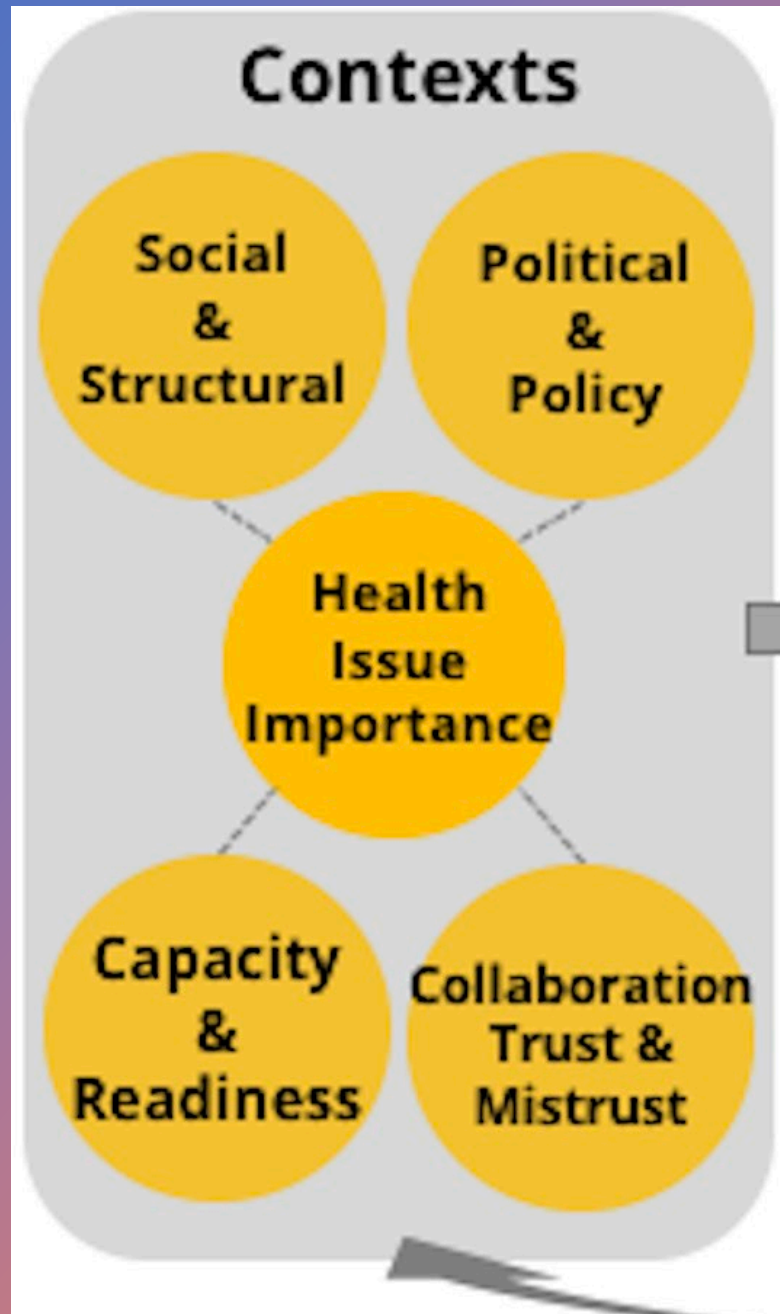 Contexts
Social
&
Structural
Political
&
Policy
Health
Issue
Importance
Capacity
&
Readiness
Collaboration
Trust &
Mistrust